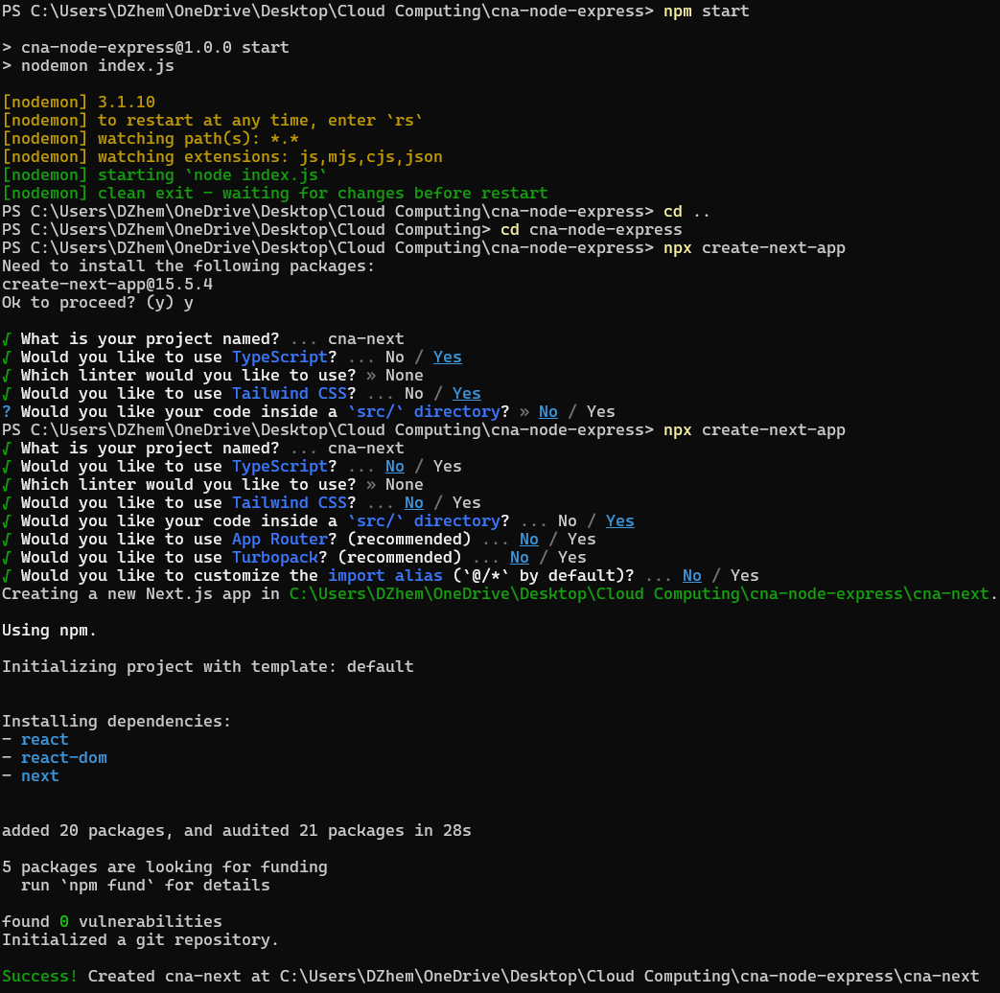 PS C:\Users\DZhem\OneDrive\Desktop\Cloud Computing\cna-node-express> npm start
> cna-node-express@1.0.0 start
> nodemon index.js
[nodemon] 3.1.10
[nodemon] to restart at any time, enter `rs`
[nodemon] watching path(s): *.*
[nodemon] watching extensions: js,mjs,cjs,json
[nodemon] starting `node index.js`
[nodemon] clean exit - waiting for changes before restart
PS C:\Users\DZhem\OneDrive\Desktop\Cloud Computing\cna-node-express> cd ..
PS C:\Users\DZhem\OneDrive\Desktop\Cloud Computing> cd cna-node-express
PS C:\Users\DZhem\OneDrive\Desktop\Cloud Computing\cna-node-express> npx create-next-app
Need to install the following packages:
create-next-app@15.5.4
Ok to proceed? (y) y
√ What is your project named? ... cna-next
√ Would you like to use TypeScript? ... No / Yes
√ Which linter would you like to use? » None
√ Would you like to use Tailwind CSS? ... No / Yes
? Would you like your code inside a `src/` directory? » No / Yes
PS C:\Users\DZhem\OneDrive\Desktop\Cloud Computing\cna-node-express> npx create-next-app
√ What is your project named? ... cna-next
√ Would you like to use TypeScript? ... No / Yes
√ Which linter would you like to use? » None
√ Would you like to use Tailwind CSS? ... No / Yes
√ Would you like your code inside a `src/` directory? ... No / Yes
√ Would you like to use App Router? (recommended) ... No / Yes
√ Would you like to use Turbopack? (recommended) ... No / Yes
√ Would you like to customize the import alias (`@/*` by default)? ... No / Yes
Creating a new Next.js app in C:\Users\DZhem\OneDrive\Desktop\Cloud Computing\cna-node-express\cna-next.
Using npm.
Initializing project with template: default
Installing dependencies:
- react
- react-dom
- next
added 20 packages, and audited 21 packages in 28s
5 packages are looking for funding
  run `npm fund` for details
found 0 vulnerabilities
Initialized a git repository.
Success! Created cna-next at C:\Users\DZhem\OneDrive\Desktop\Cloud Computing\cna-node-express\cna-next